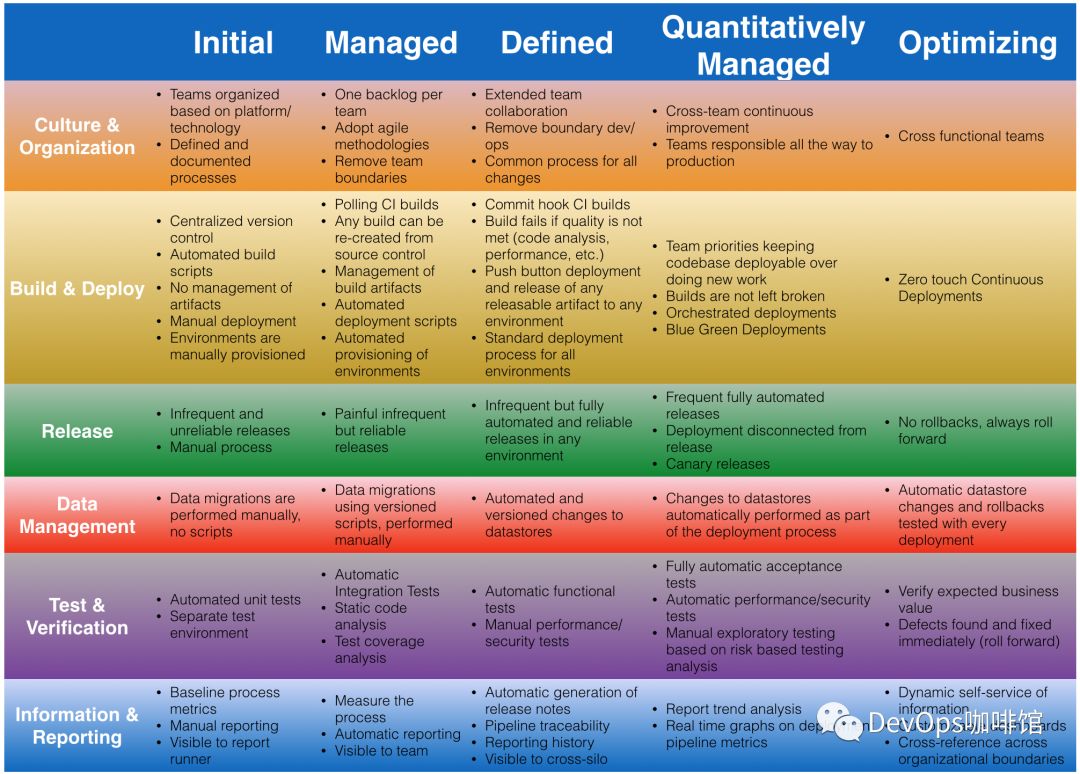 Initial
Managed
Defined
Quantitatively
Managed
Optimizing
Culture &
Organization
• Teams organized
based on platform/
technology
• Defined and
documented
processes
• One backlog per
team
• Adopt agile
methodologies
• Remove team
boundaries
• Extended team
collaboration
• Remove boundary dev/
ops
• Common process for all
changes
• Cross-team continuous
improvement
• Teams responsible all the way to
production
• Cross functional teams
Build & Deploy
• Centralized version
control
• Automated build
scripts
• No management of
artifacts
• Manual deployment
• Environments are
manually provisioned
• Polling CI builds
• Any build can be
re-created from
source control
• Management of
build artifacts
• Automated
deployment scripts
• Automated
provisioning of
environments
• Commit hook CI builds
• Build fails if quality is not
met (code analysis,
performance, etc.)
• Push button deployment
and release of any
releasable artifact to any
environment
• Standard deployment
process for all
environments
• Team priorities keeping
codebase deployable over
doing new work
• Builds are not left broken
• Orchestrated deployments
• Blue Green Deployments
• Zero touch Continuous
Deployments
Release
• Infrequent and
unreliable releases
• Manual process
• Painful infrequent
but reliable
releases
• Infrequent but fully
automated and reliable
releases in any
environment
• Frequent fully automated
releases
• Deployment disconnected from
release
• Canary releases
• No rollbacks, always roll
forward
Data
Management
• Data migrations are
performed manually,
no scripts
• Data migrations
using versioned
scripts, performed
manually
• Automated and
versioned changes to
datastores
• Changes to datastores
automatically performed as part
of the deployment process
• Automatic datastore
changes and rollbacks
tested with every
deployment
Test &
Verification
• Automated unit tests
• Separate test
environment
• Automatic
Integration Tests
• Static code
analysis
• Test coverage
analysis
• Automatic functional
tests
• Manual performance/
security tests
• Fully automatic acceptance
tests
• Automatic performance/security
tests
• Manual exploratory testing
based on risk based testing
analysis
• Verify expected business
value
• Defects found and fixed
immediately (roll forward)
Information &
Reporting
• Baseline process
metrics
• Manual reporting
• Visible to report
runner
• Measure the
process
• Automatic reporting
• Visible to team
• Automatic generation of
release notes
• Pipeline traceability
• Reporting history
• Visible to cross-silo
• Report trend analysis
• Real time graphs on
pipeline metrics
• Dynamic self-service of
information
• Cross-reference across
organizational boundaries
DevOps咖啡馆